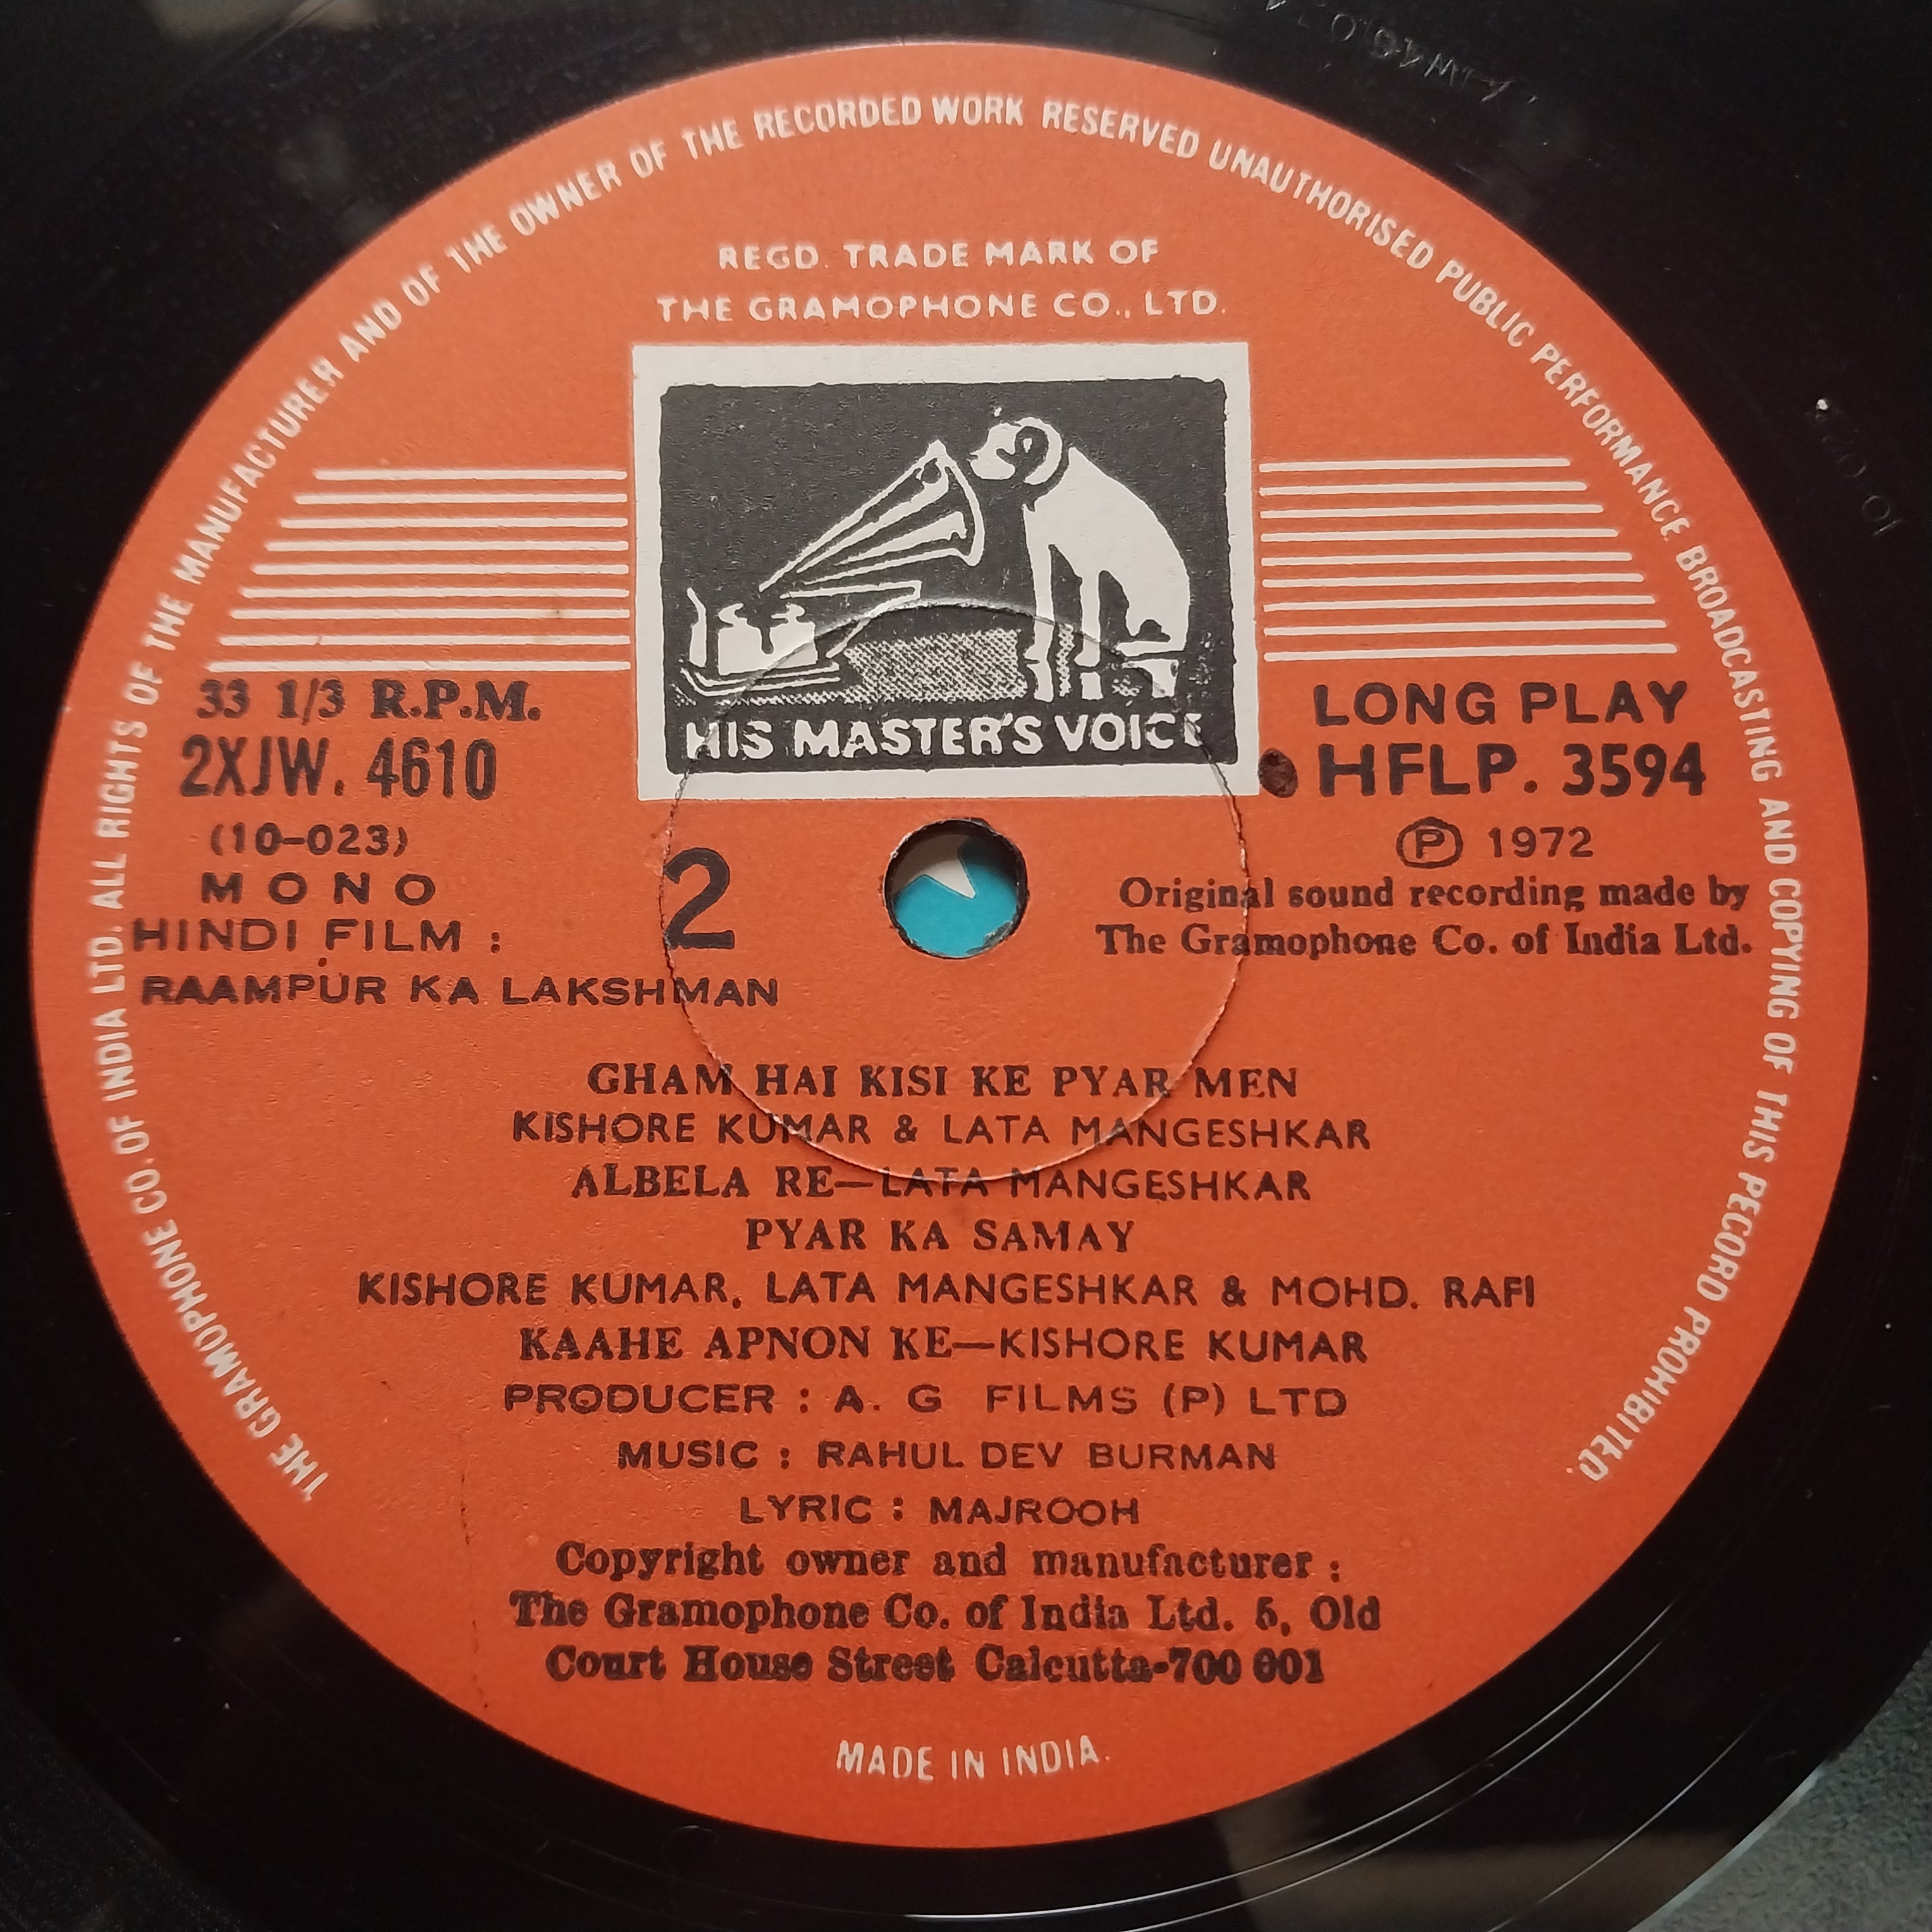 THE GRAMOPHONE CO. OF INDIA LTD. ALL RIGHTS OF THE MANUFACTURER AND OF THE OWNER OF THE RECORDED WORK RESERVED UNAUTHORISED PUBLIC PERFORMANCE BROADCASTING AND COPYING OF THIS RECORD PROHIBITED.
REGD. TRADE MARK OF
THE GRAMOPHONE CO., LTD.
HIS MASTER'S VOICE
33 1/3 R.P.M.
2XJW. 4610
(10-023)
MONO
HINDI FILM :
RAAMPUR KA LAKSHMAN
2
LONG PLAY
HFLP. 3594
Ⓟ 1972
Original sound recording made by
The Gramophone Co. of India Ltd.
GHAM HAI KISI KE PYAR MEN
KISHORE KUMAR & LATA MANGESHKAR
ALBELA RE—LATA MANGESHKAR
PYAR KA SAMAY
KISHORE KUMAR, LATA MANGESHKAR & MOHD. RAFI
KAAHE APNON KE—KISHORE KUMAR
PRODUCER : A. G FILMS (P) LTD
MUSIC : RAHUL DEV BURMAN
LYRIC : MAJROOH
Copyright owner and manufacturer :
The Gramophone Co. of India Ltd. 5, Old
Court House Street Calcutta-700 001
MADE IN INDIA.